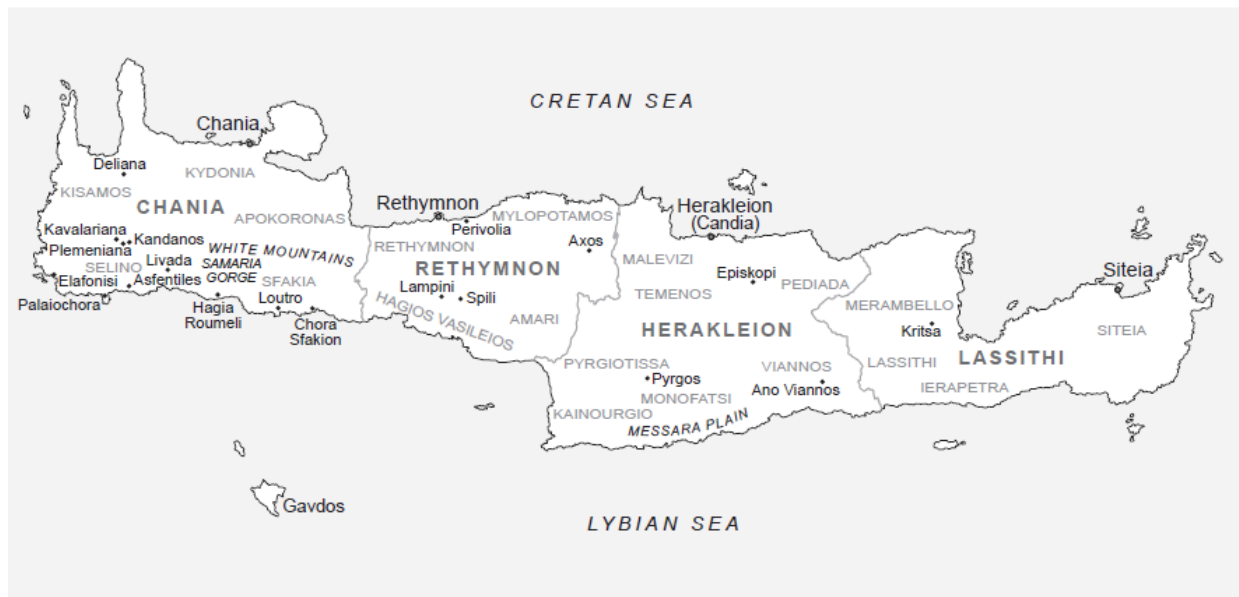 CRETAN SEA
Chania
Deliana
KYDONIA
KISAMOS
CHANIA
APOKORONAS
Kavalariana
Kandanos
Plemeniana
WHITE MOUNTAINS
SELINO
Livada
SAMARIA
GORGE
SFAKIA
Elafonisi
Asfentiles
Palaiochora
Hagia
Roumeli
Loutro
Chora
Sfakion
Rethymnon
Perivolia
MYLOPOTAMOS
RETHYMNON
Axos
RETHYMNON
Lampini
Spili
HAGIOS VASILEIOS
AMARI
Herakleion
(Candia)
MALEVIZI
Episkopi
TEMENOS
PEDIADA
HERAKLEION
PYRGIOTISSA
VIANNOS
Pyrgos
Ano Viannos
MONOFATSI
KAINOURGIO
MESSARA PLAIN
Siteia
MERAMBELLO
Kritsa
SITEIA
LASSITHI
LASSITHI
IERAPETRA
Gavdos
LYBIAN SEA